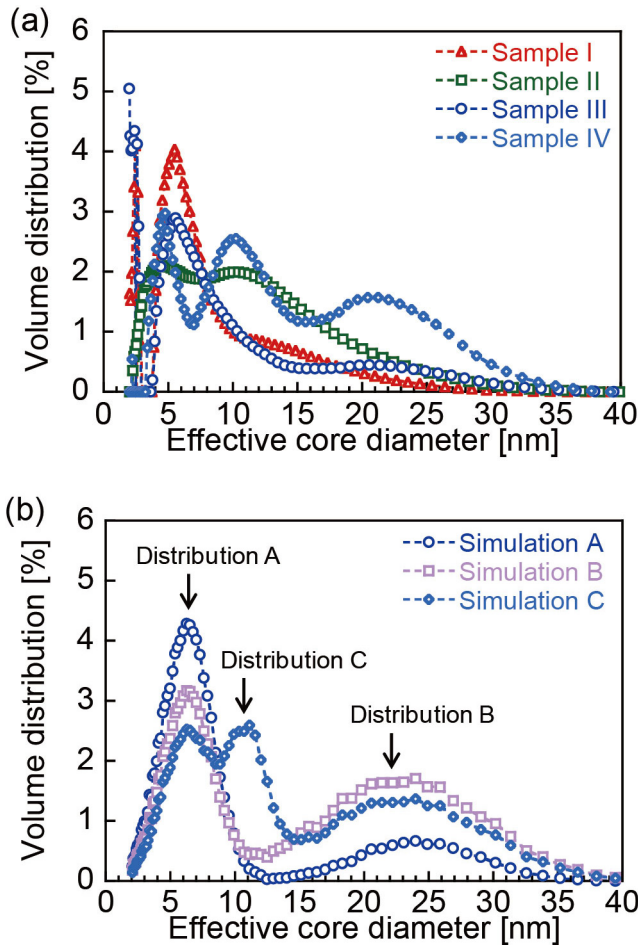 (a)
6
5
4
3
2
1
0
Volume distribution [%]
Sample I
Sample II
Sample III
Sample IV
0 5 10 15 20 25 30 35 40
Effective core diameter [nm]
(b)
6
5
4
3
2
1
0
Volume distribution [%]
Simulation A
Simulation B
Simulation C
Distribution A
Distribution C
Distribution B
0 5 10 15 20 25 30 35 40
Effective core diameter [nm]